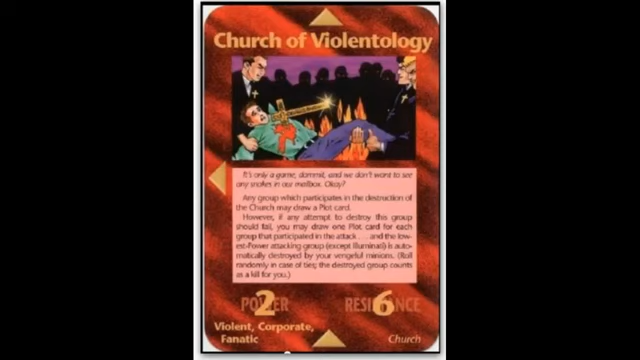 Church of Violentology
It's only a game, dammit, and we don't want to see
any snakes in our mailbox. Okay?
Any group which participates in the destruction of
the Church may draw a Plot card.
However, if any attempt to destroy this group
should fail, you may draw one Plot card for each
group that participated in the attack . . . and the low-
est-Power attacking group (except Illuminati) is auto-
matically destroyed by your vengeful minions. (Roll
randomly in case of ties; the destroyed group counts
as a kill for you.)
POWER 2
RESISTANCE 6
Violent, Corporate,
Fanatic
Church